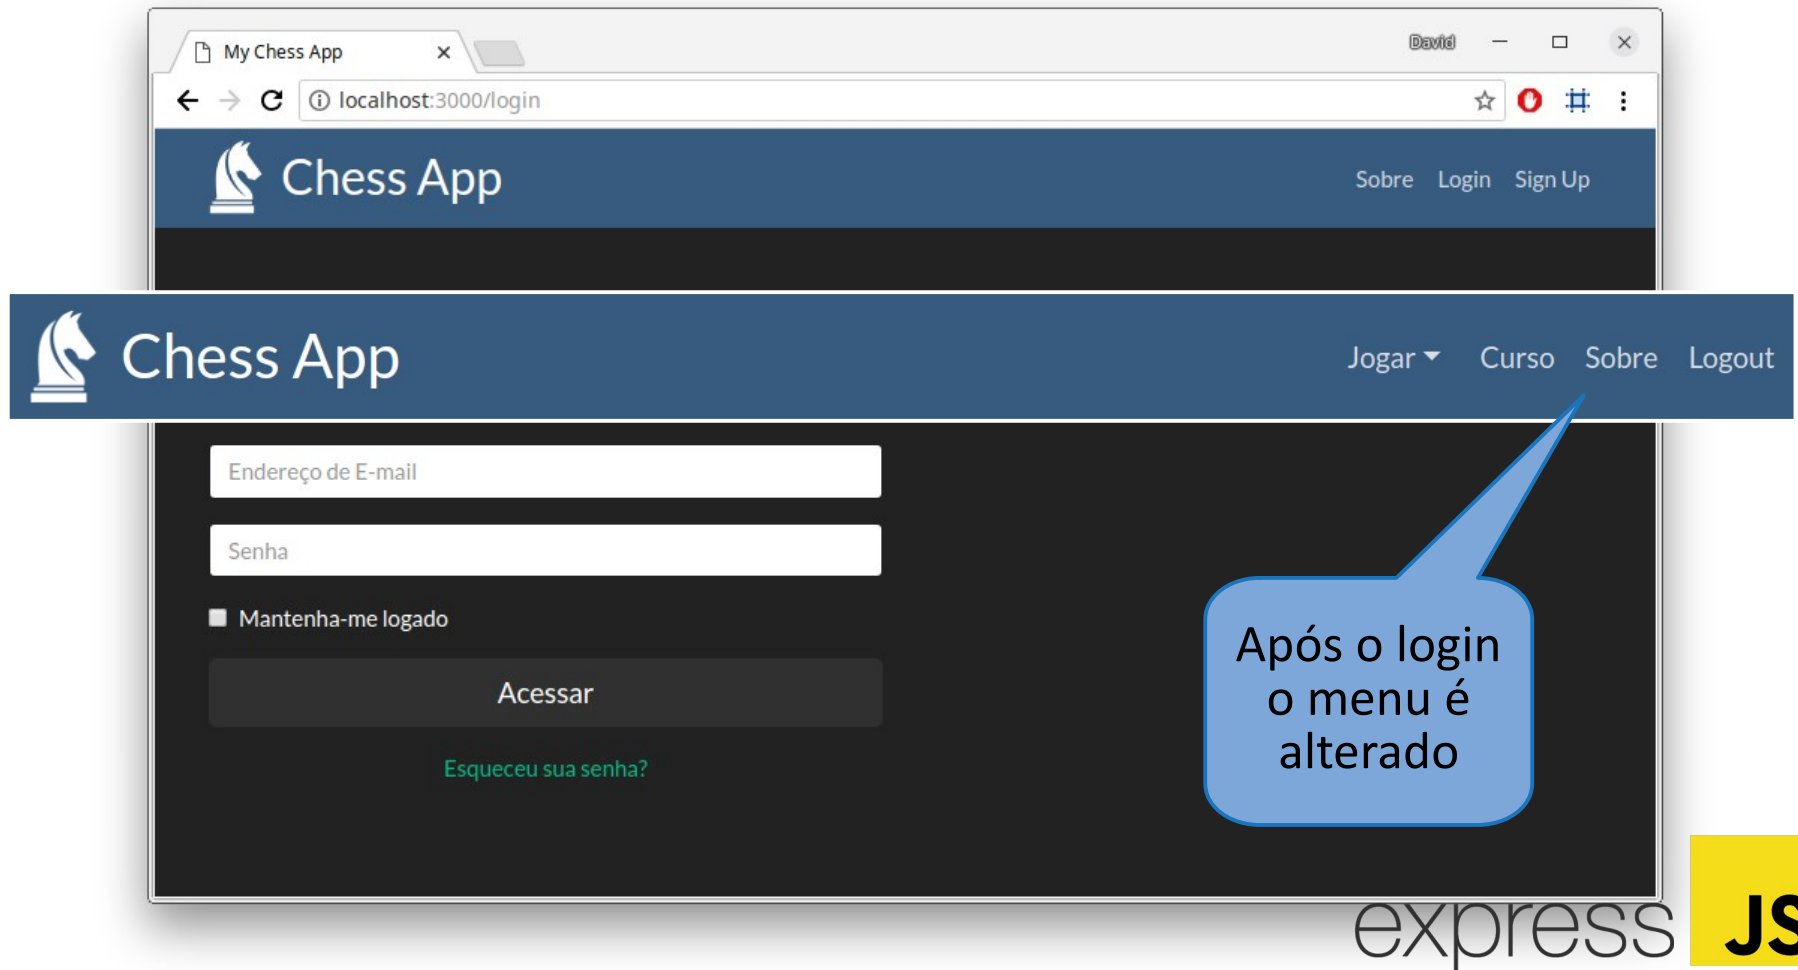 My Chess App
David
localhost:3000/login
Chess App
Sobre Login Sign Up
Chess App
Jogar Curso Sobre Logout
Endereço de E-mail
Senha
Mantenha-me logado
Acessar
Esqueceu sua senha?
Após o login
o menu é
alterado
express
JS